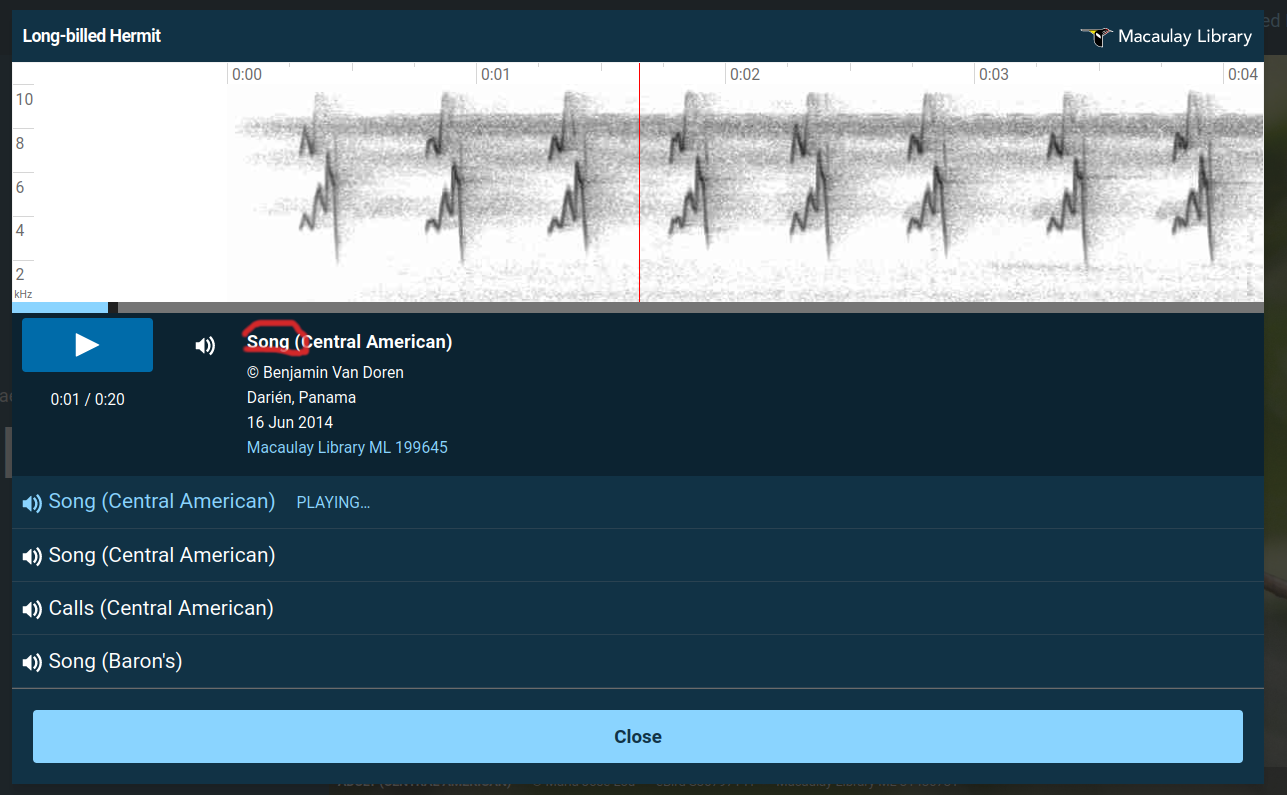 Long-billed Hermit
Macaulay Library
0:00 0:01 0:02 0:03 0:04
10
8
6
4
2
kHz
Song (Central American)
© Benjamin Van Doren
0:01 / 0:20
Darién, Panama
16 Jun 2014
Macaulay Library ML 199645
Song (Central American) PLAYING...
Song (Central American)
Calls (Central American)
Song (Baron's)
Close